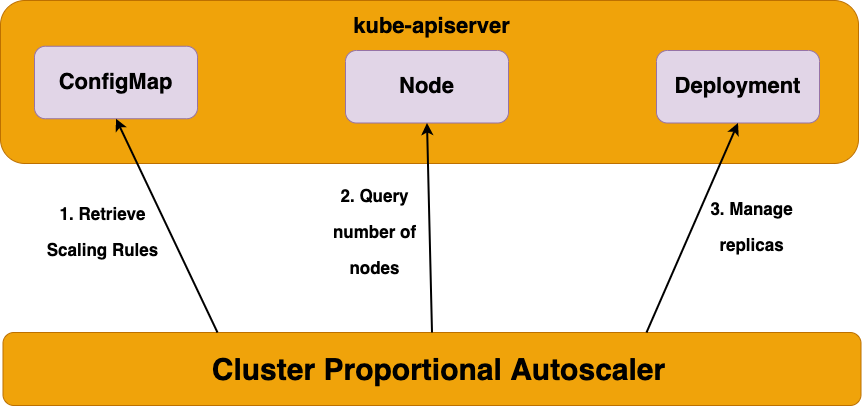 kube-apiserver
ConfigMap
Node
Deployment
1. Retrieve
Scaling Rules
2. Query
number of
nodes
3. Manage
replicas
Cluster Proportional Autoscaler